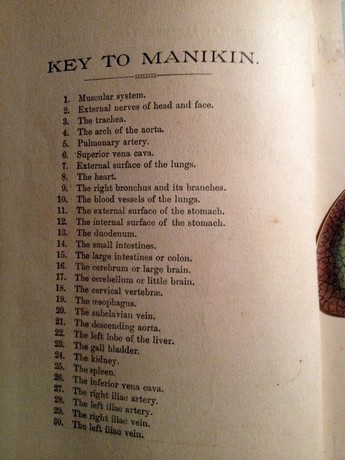 KEY TO MANIKIN.
1. Muscular system.
2. External nerves of head and face.
3. The trachea.
4. The arch of the aorta.
5. Pulmonary artery.
6. Superior vena cava.
7. External surface of the lungs.
8. The heart.
9. The right bronchus and its branches.
10. The blood vessels of the lungs.
11. The external surface of the stomach.
12. The internal surface of the stomach.
13. The duodenum.
14. The small intestines.
15. The large intestines or colon.
16. The cerebrum or large brain.
17. The cerebellum or little brain.
18. The cervical vertebræ.
19. The œsophagus.
20. The subclavian vein.
21. The descending aorta.
22. The left lobe of the liver.
23. The gall bladder.
24. The kidney.
25. The spleen.
26. The inferior vena cava.
27. The right iliac artery.
28. The left iliac artery.
29. The right iliac vein.
30. The left iliac vein.